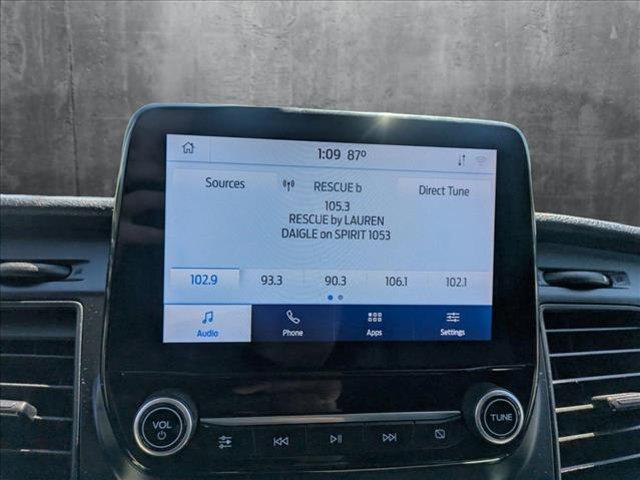 1:09 87°
Sources
RESCUE b
Direct Tune
105.3
RESCUE by LAUREN
DAIGLE on SPIRIT 1053
102.9 93.3 90.3 106.1 102.1
Audio Phone Apps Settings
VOL
TUNE